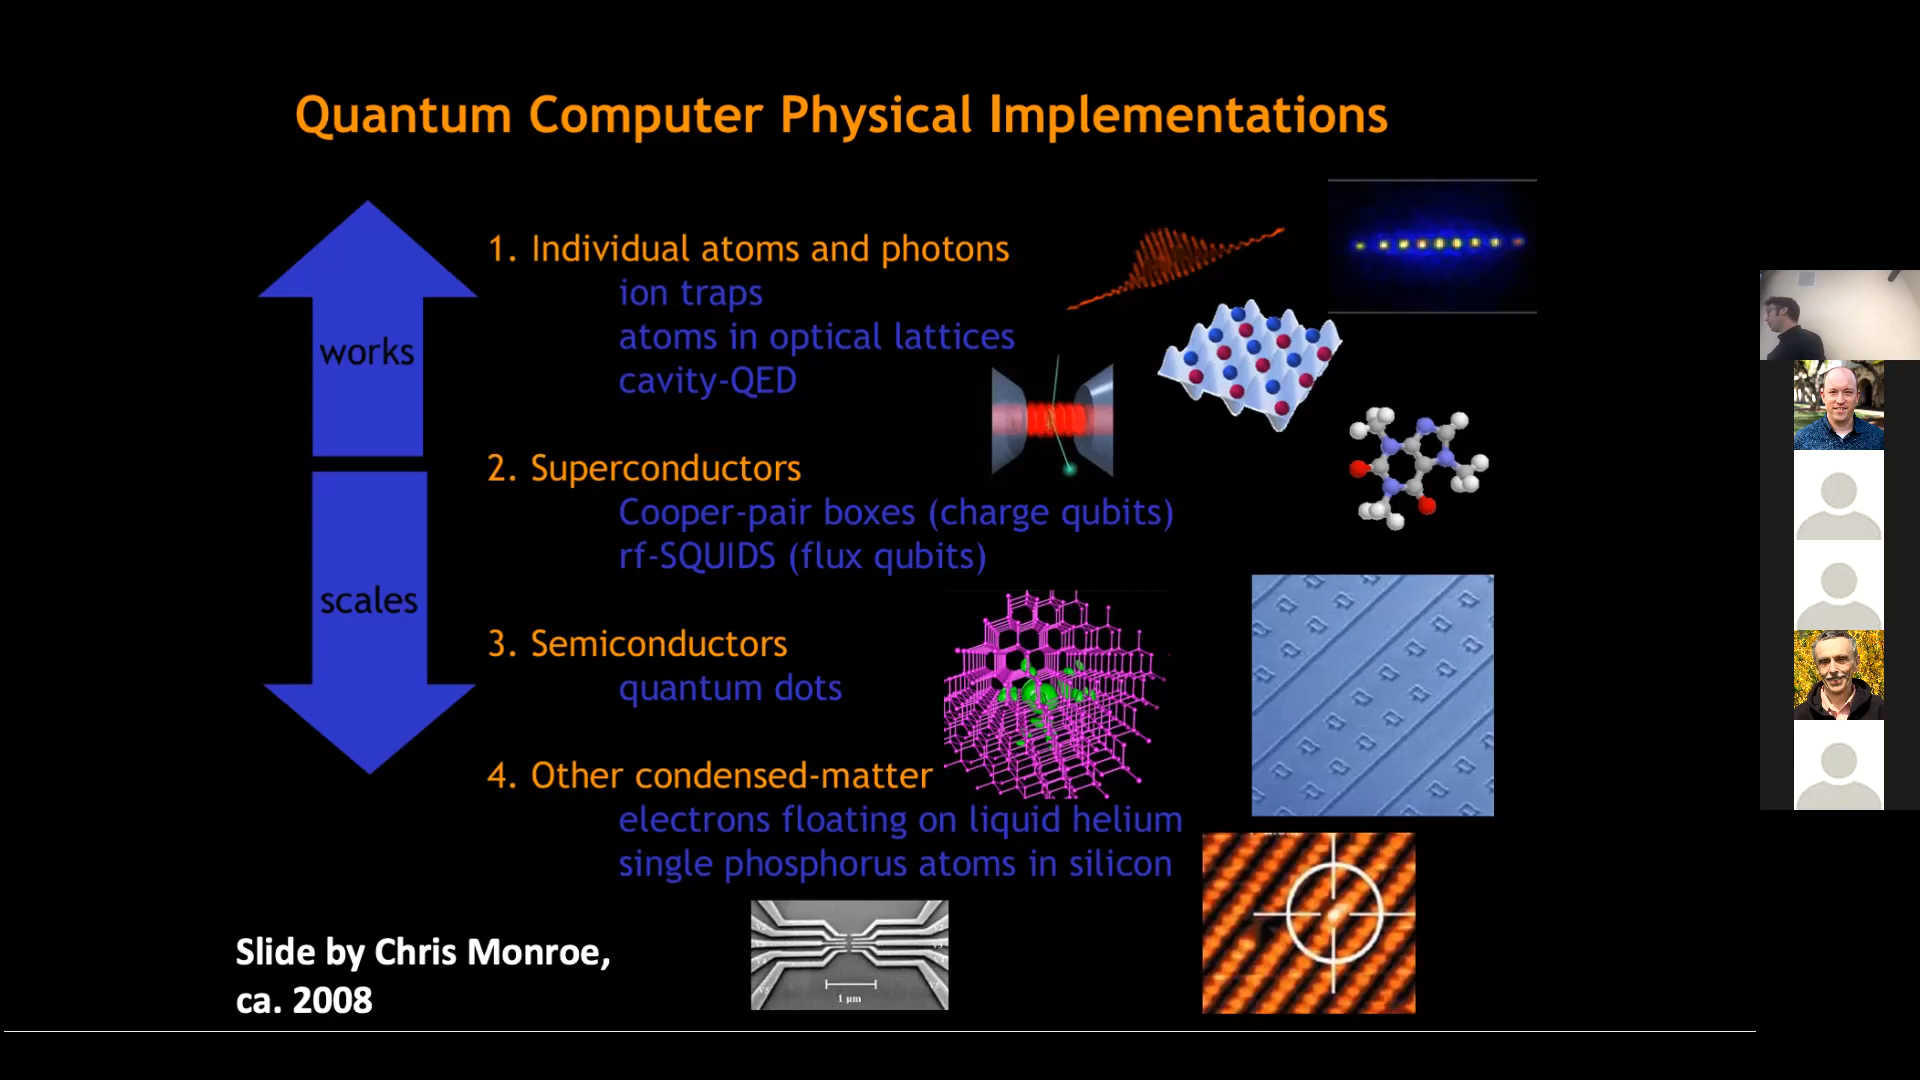 Quantum Computer Physical Implementations
works
scales
1. Individual atoms and photons
ion traps
atoms in optical lattices
cavity-QED
2. Superconductors
Cooper-pair boxes (charge qubits)
rf-SQUIDS (flux qubits)
3. Semiconductors
quantum dots
4. Other condensed-matter
electrons floating on liquid helium
single phosphorus atoms in silicon
1 µm
Slide by Chris Monroe,
ca. 2008